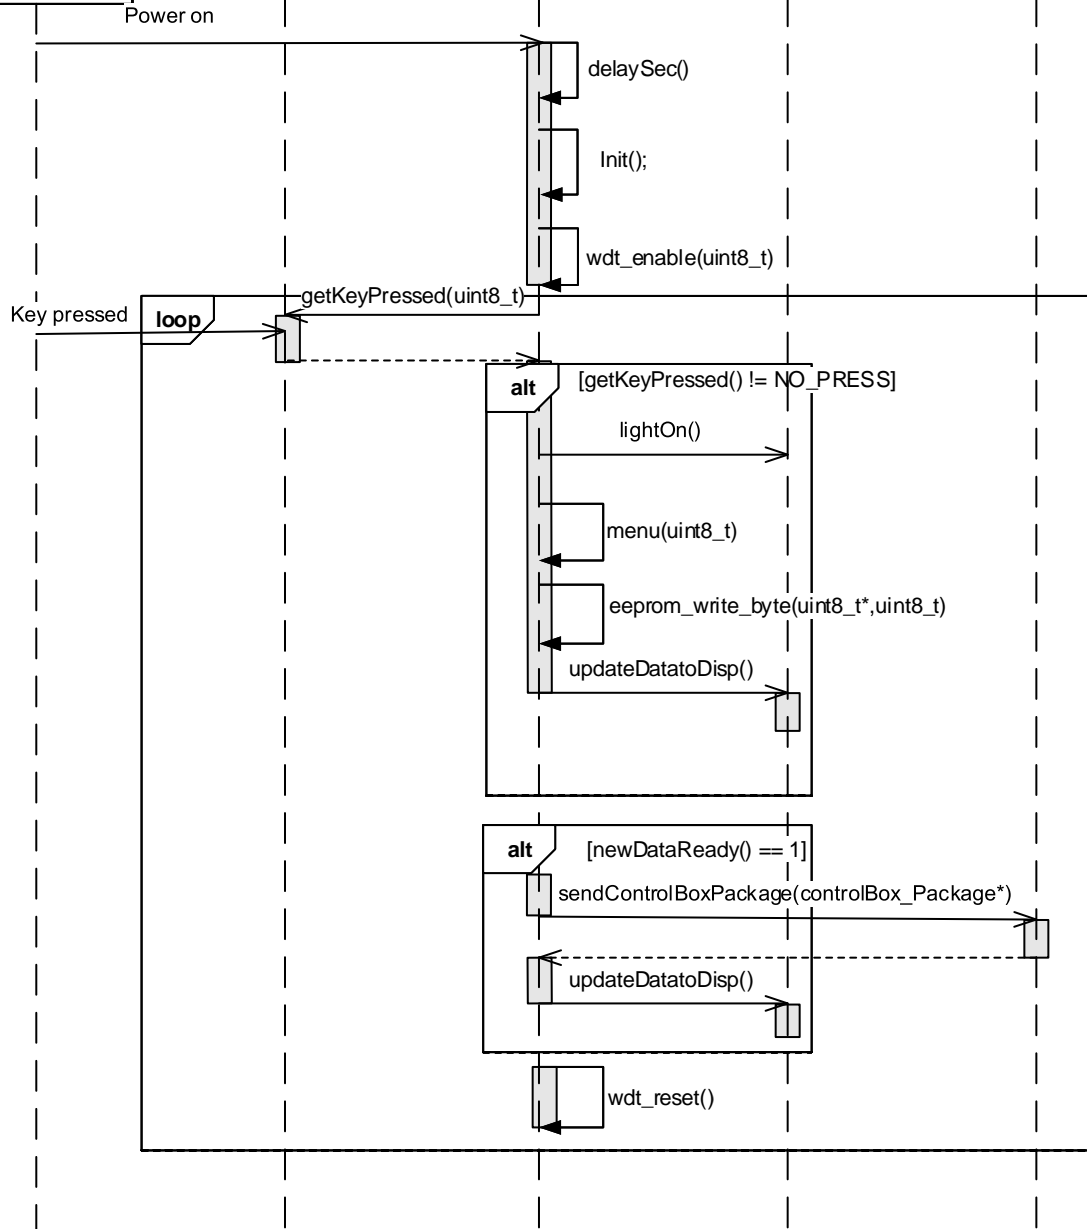 Power on
delaySec()
Init();
wdt_enable(uint8_t)
getKeyPressed(uint8_t)
Key pressed
loop
alt
[getKeyPressed() != NO_PRESS]
lightOn()
menu(uint8_t)
eeprom_write_byte(uint8_t*,uint8_t)
updateDatatoDisp()
alt
[newDataReady() == 1]
sendControlBoxPackage(controlBox_Package*)
updateDatatoDisp()
wdt_reset()